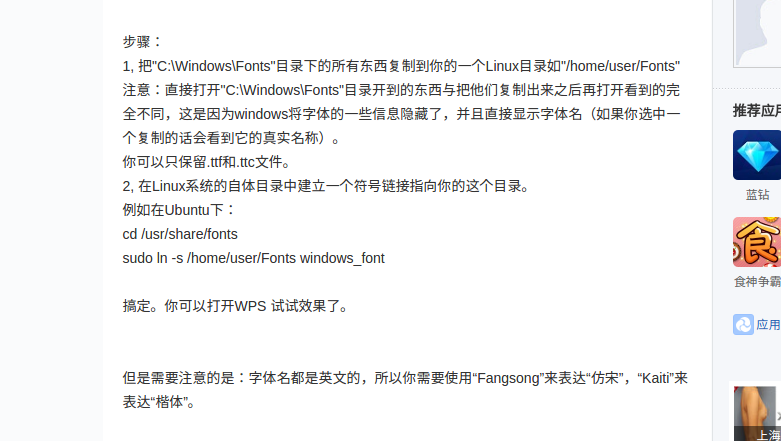 步骤：
1, 把"C:\Windows\Fonts"目录下的所有东西复制到你的一个Linux目录如"/home/user/Fonts"
注意：直接打开"C:\Windows\Fonts"目录开到的东西与把他们复制出来之后再打开看到的完
全不同，这是因为windows将字体的一些信息隐藏了，并且直接显示字体名（如果你选中一
个复制的话会看到它的真实名称）。
你可以只保留.ttf和.ttc文件。
2, 在Linux系统的自体目录中建立一个符号链接指向你的这个目录。
例如在Ubuntu下：
cd /usr/share/fonts
sudo ln -s /home/user/Fonts windows_font
搞定。你可以打开WPS 试试效果了。
但是需要注意的是：字体名都是英文的，所以你需要使用“Fangsong”来表达“仿宋”，“Kaiti”来
表达“楷体”。
推荐应用
蓝钻
食
食神争霸
应用
上海